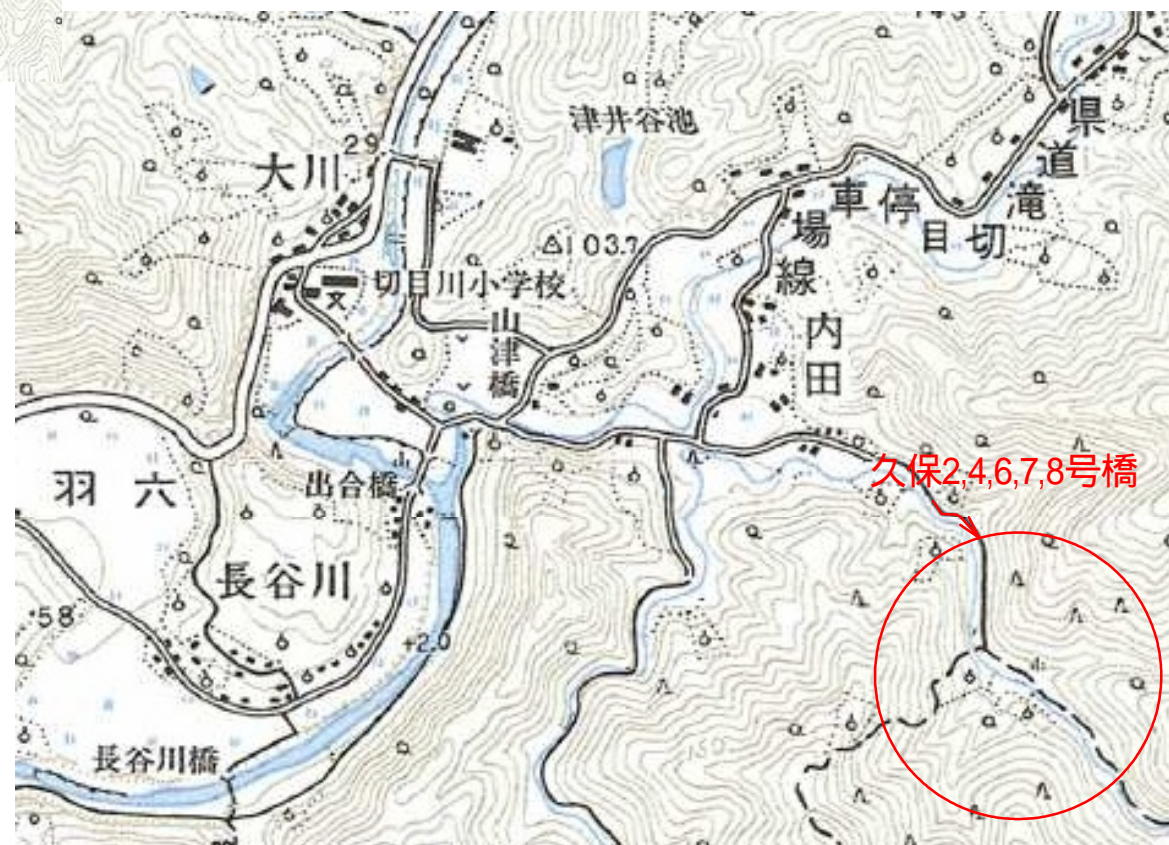 津井谷池
29
大川
県道滝切目停車場線
103.7
切目川小学校
山津橋
内田
久保2,4,6,7,8号橋
羽六
出合橋
長谷川
58
20
150
長谷川橋